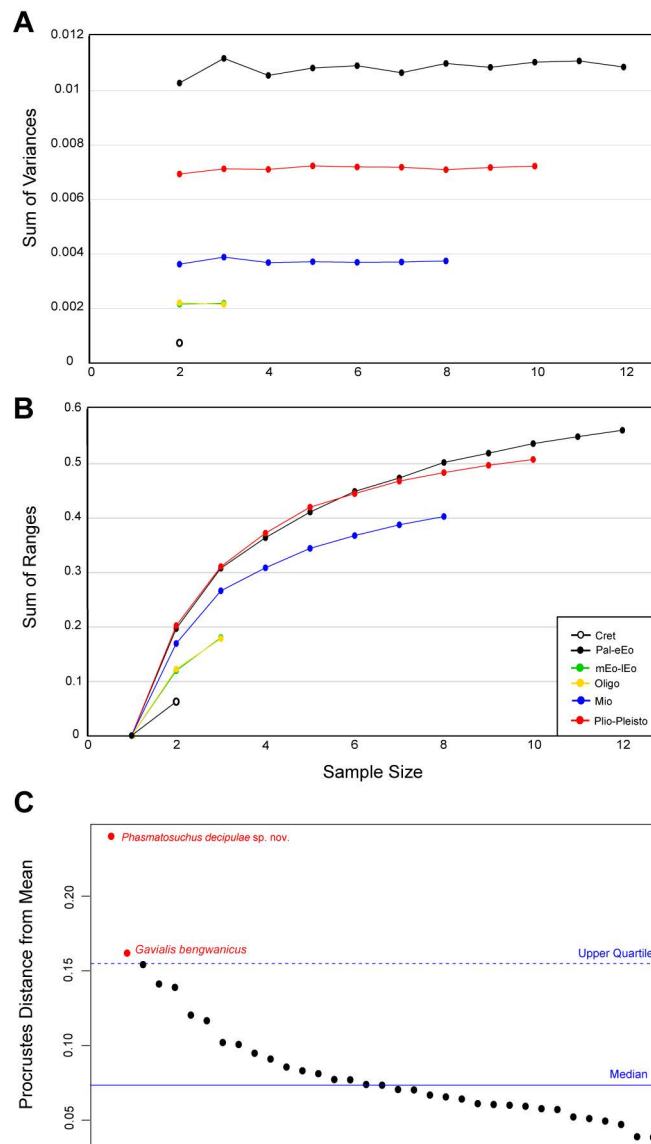 A
0.012
0.01
0.008
0.006
0.004
0.002
0
Sum of Variances
0 2 4 6 8 10 12
B
0.6
0.5
0.4
0.3
0.2
0.1
0
Sum of Ranges
Cret
Pal-eEo
mEo-lEo
Oligo
Mio
Plio-Pleisto
0 2 4 6 8 10 12
Sample Size
C
Procrustes Distance from Mean
0.20
0.15
0.10
0.05
Phasmatosuchus decipulae sp. nov.
Gavialis bengwanicus
Upper Quartile
Median